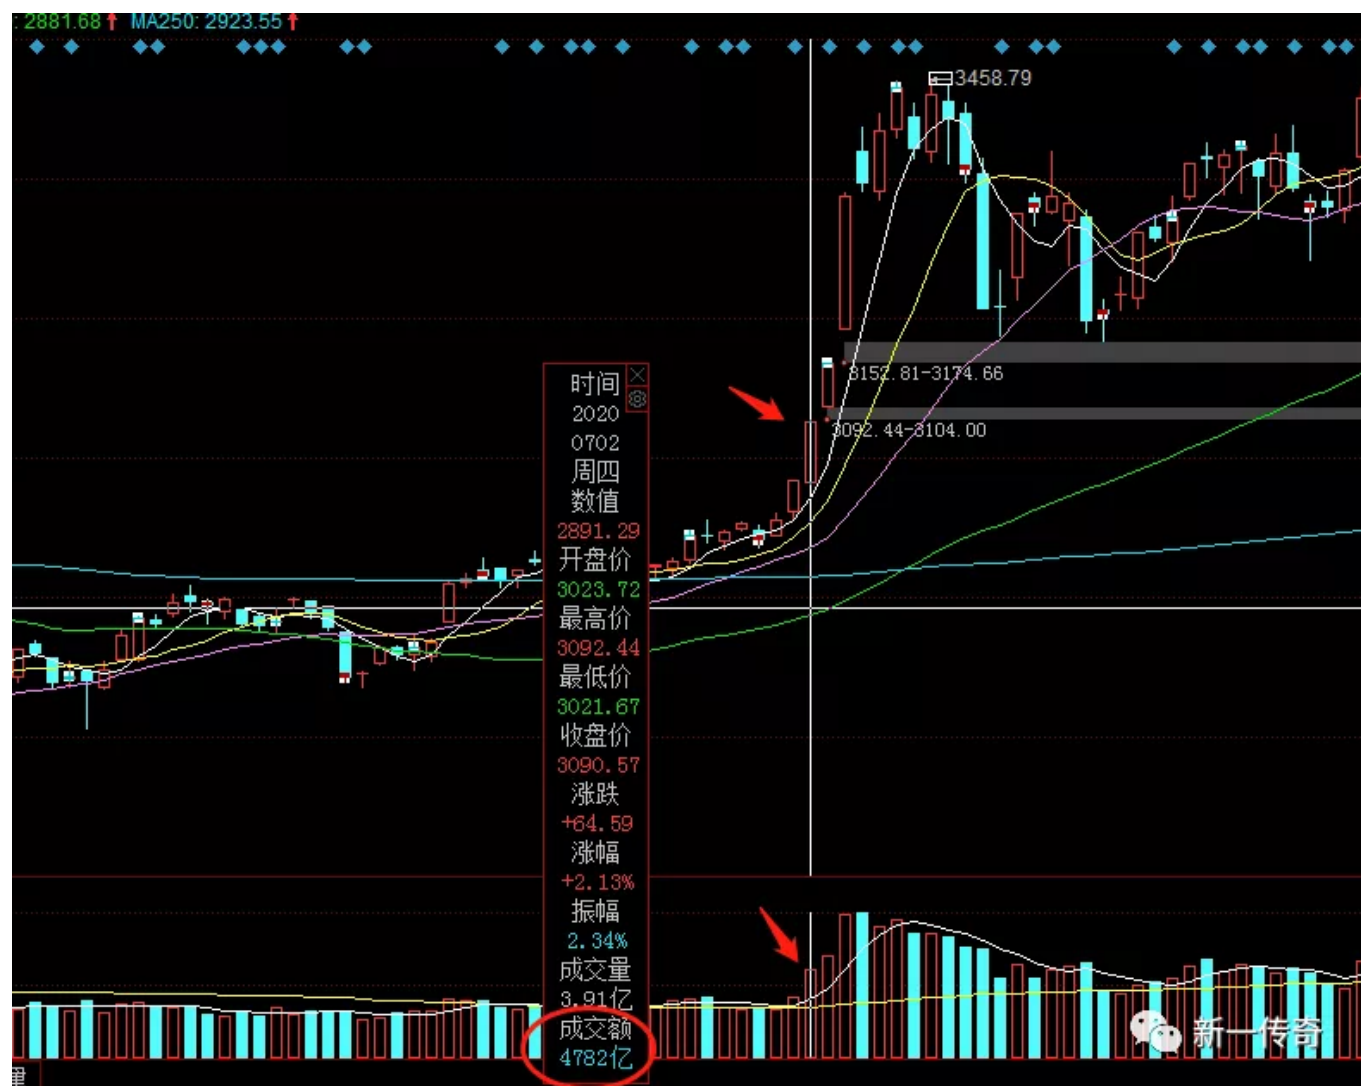 : 2881.68↑ MA250: 2923.55↑
3458.79
3152.81-3174.66
3092.44-3104.00
时间
2020
0702
周四
数值
2891.29
开盘价
3023.72
最高价
3092.44
最低价
3021.67
收盘价
3090.57
涨跌
+64.59
涨幅
+2.13%
振幅
2.34%
成交量
3.91亿
成交额
4782亿
新一传奇